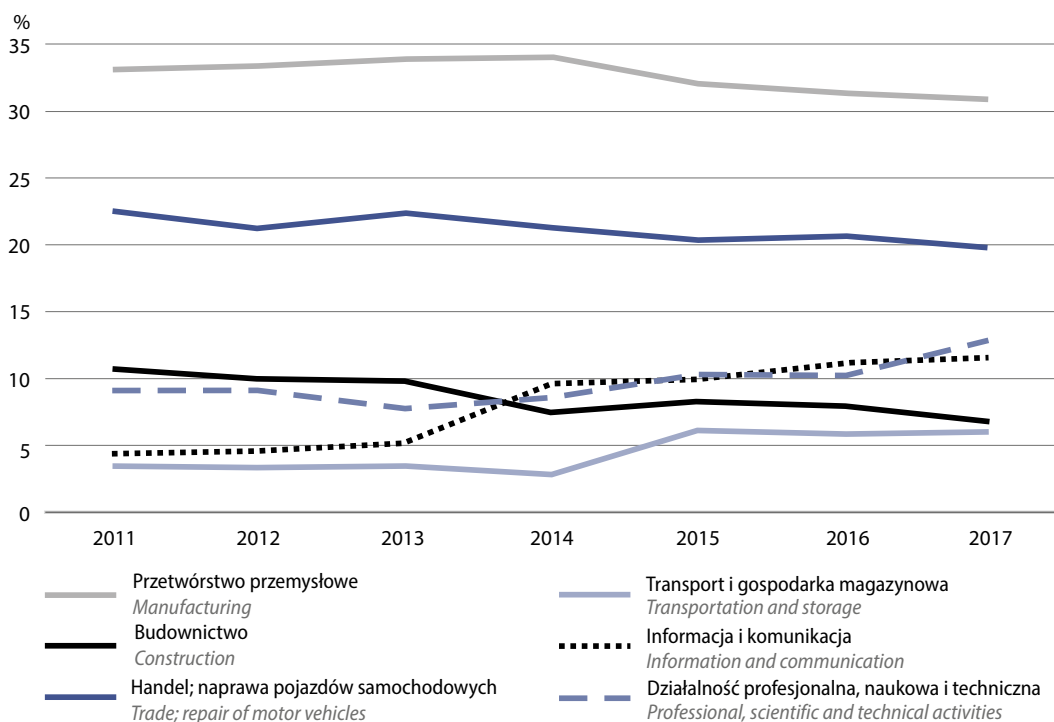 %
35
30
25
20
15
10
5
0
2011 2012 2013 2014 2015 2016 2017
Przetwórstwo przemysłowe
Manufacturing
Budownictwo
Construction
Handel; naprawa pojazdów samochodowych
Trade; repair of motor vehicles
Transport i gospodarka magazynowa
Transportation and storage
Informacja i komunikacja
Information and communication
Działalność profesjonalna, naukowa i techniczna
Professional, scientific and technical activities